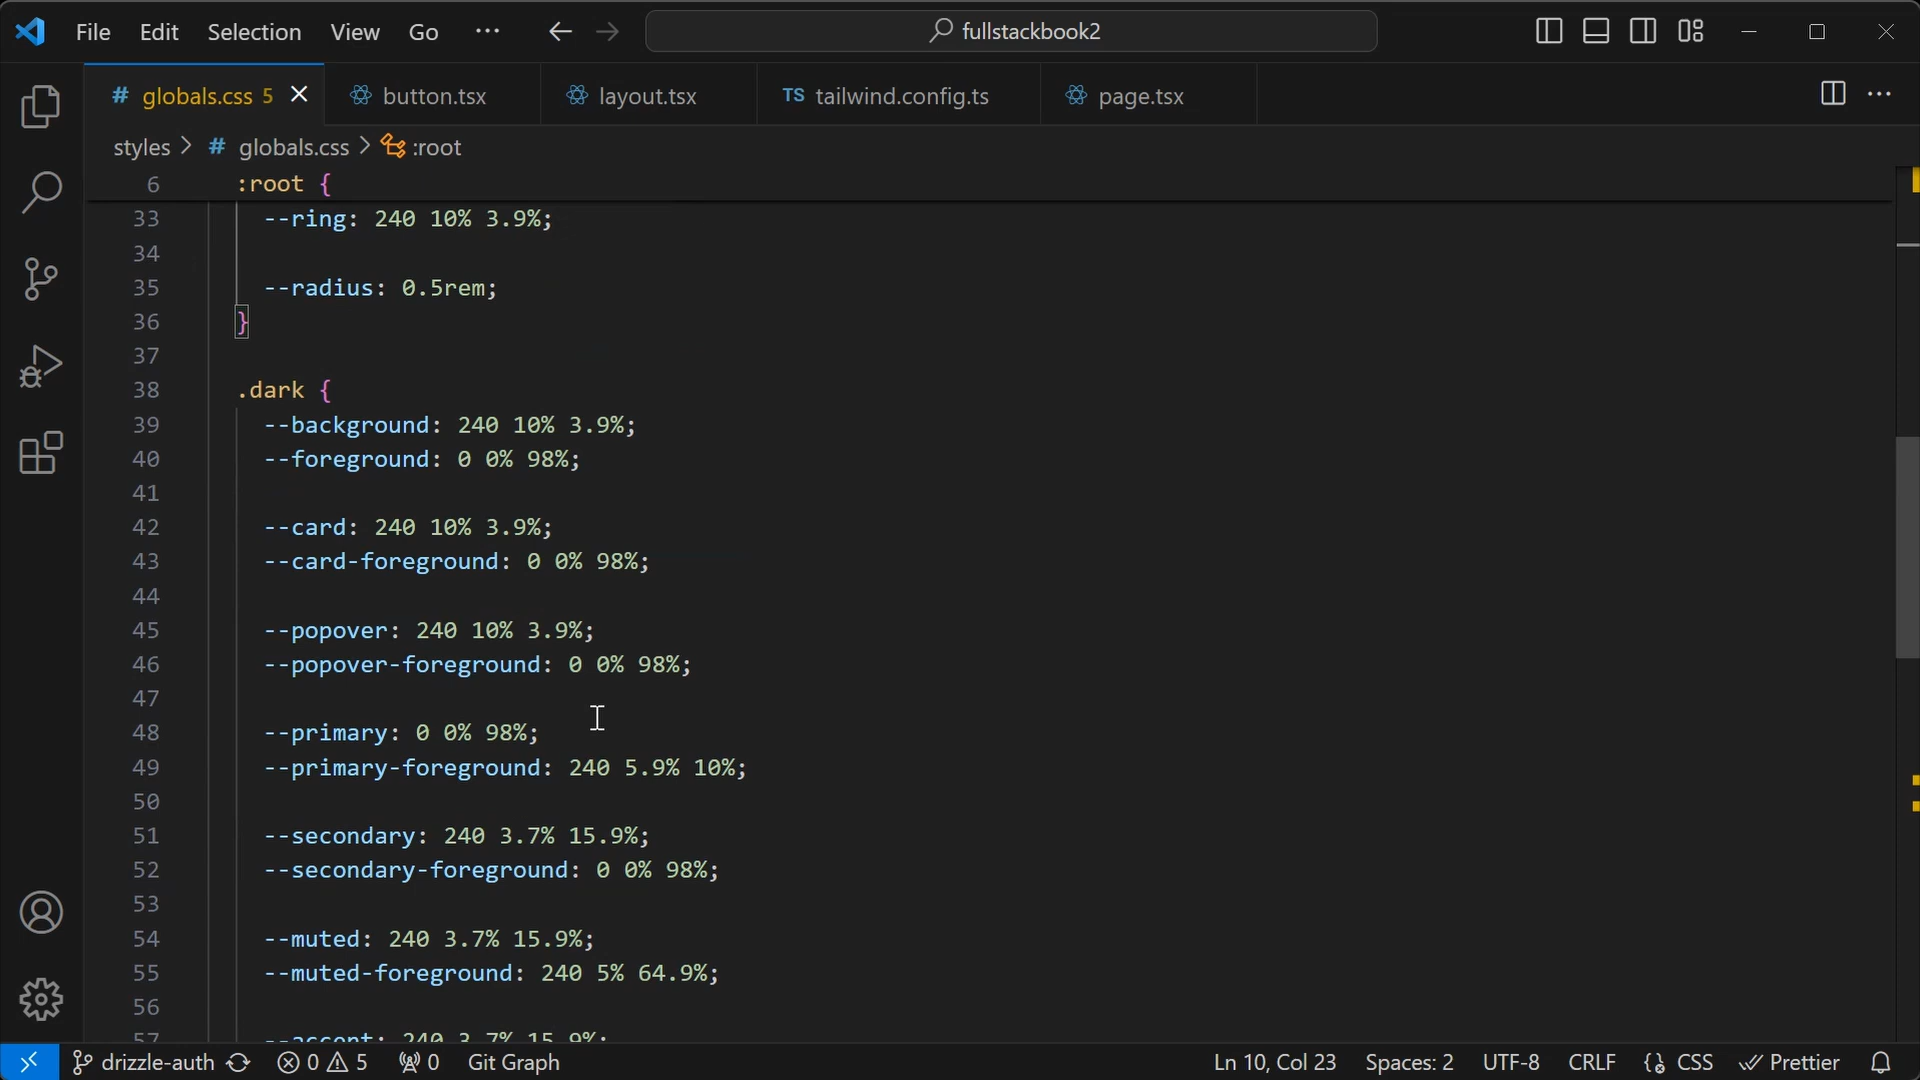 File Edit Selection View Go ··· fullstackbook2
# globals.css 5 button.tsx layout.tsx TS tailwind.config.ts page.tsx ···
styles > # globals.css > :root
6 :root {
33 --ring: 240 10% 3.9%;
34
35 --radius: 0.5rem;
36 }
37
38 .dark {
39 --background: 240 10% 3.9%;
40 --foreground: 0 0% 98%;
41
42 --card: 240 10% 3.9%;
43 --card-foreground: 0 0% 98%;
44
45 --popover: 240 10% 3.9%;
46 --popover-foreground: 0 0% 98%;
47
48 --primary: 0 0% 98%;
49 --primary-foreground: 240 5.9% 10%;
50
51 --secondary: 240 3.7% 15.9%;
52 --secondary-foreground: 0 0% 98%;
53
54 --muted: 240 3.7% 15.9%;
55 --muted-foreground: 240 5% 64.9%;
56
57 --accent: 240 3.7% 15.9%;
drizzle-auth 0 5 0 Git Graph Ln 10, Col 23 Spaces: 2 UTF-8 CRLF CSS Prettier